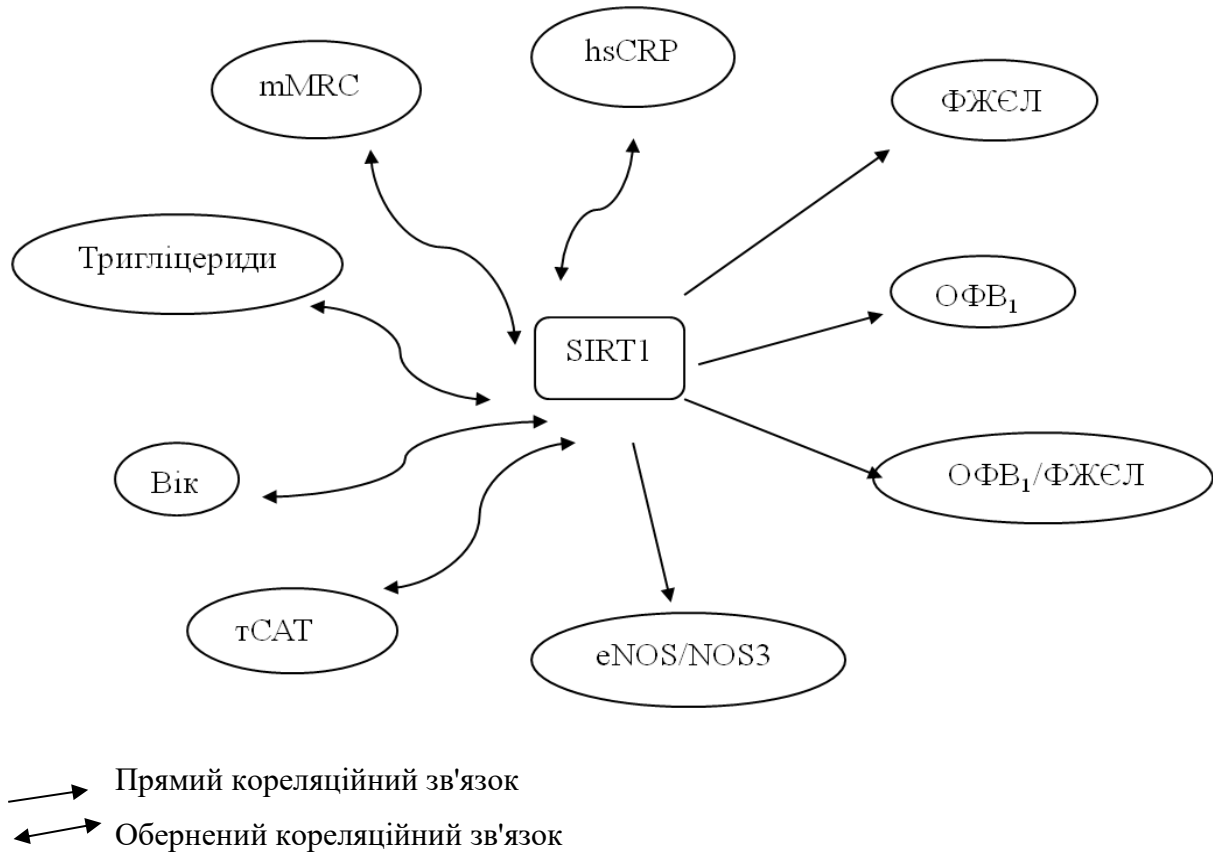 hsCRP
mMRC
ФЖЄЛ
Тригліцериди
ОФВ₁
SIRT1
ОФВ₁/ФЖЄЛ
Вік
тCAT
eNOS/NOS3
Прямий кореляційний зв'язок
Обернений кореляційний зв'язок